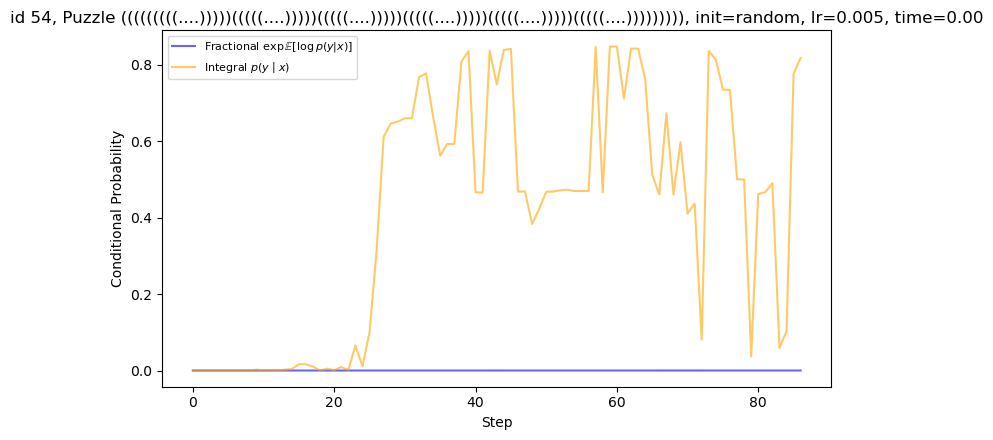 id 54, Puzzle (((((((((....)))))(((((....)))))(((((....)))))(((((....)))))(((((....)))))(((((....))))))))), init=random, lr=0.005, time=0.00
Fractional exp𝔼[log p(y|x)]
Integral p(y | x)
Conditional Probability
0.8
0.6
0.4
0.2
0.0
0 20 40 60 80
Step